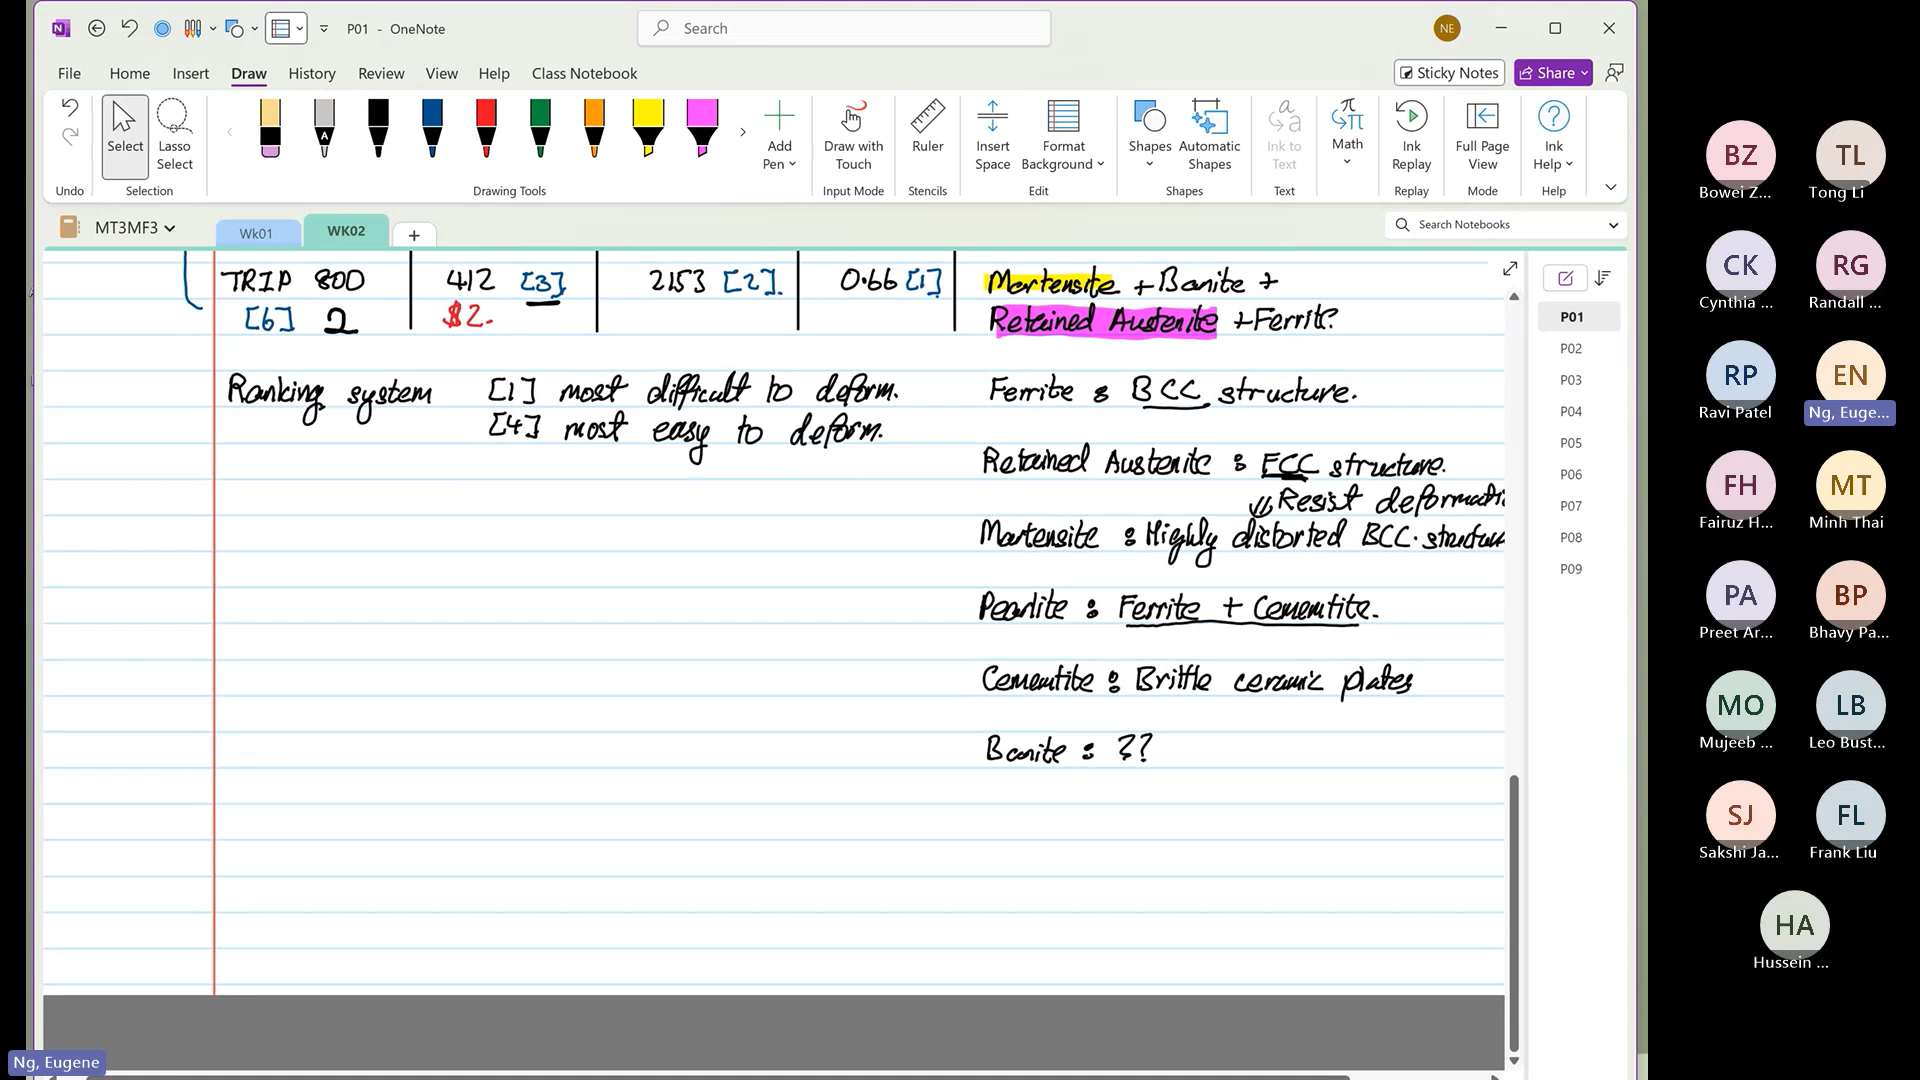 P01 - OneNote
Search
NE
File Home Insert Draw History Review View Help Class Notebook
Sticky Notes Share
Select
Lasso Select
A
Add Pen
Draw with Touch
Ruler
Insert Space
Format Background
Shapes
Automatic Shapes
Ink to Text
Math
Ink Replay
Full Page View
Ink Help
Undo Selection Drawing Tools Input Mode Stencils Edit Shapes Text Replay Mode Help
MT3MF3 Wk01 WK02 + Search Notebooks
TRIP 800 412 [3] 2153 [2]. 0.66 [1] Martensite + Banite +
[6] 2 $2. Retained Austenite + Ferrite
Ranking system [1] most difficult to deform. Ferrite : BCC structure.
[4] most easy to deform.
Retained Austenite : FCC structure.
Resist deformati
Martensite : Highly distorted BCC. structur
Pearlite : Ferrite + Cementite.
Cementite : Brittle ceramic plates
Banite : ??
P01
P02
P03
P04
P05
P06
P07
P08
P09
BZ TL
Bowei Z... Tong Li
CK RG
Cynthia ... Randall ...
RP EN
Ravi Patel Ng, Euge...
FH MT
Fairuz H... Minh Thai
PA BP
Preet Ar... Bhavy Pa...
MO LB
Mujeeb ... Leo Bust...
SJ FL
Sakshi Ja... Frank Liu
HA
Hussein ...
Ng, Eugene